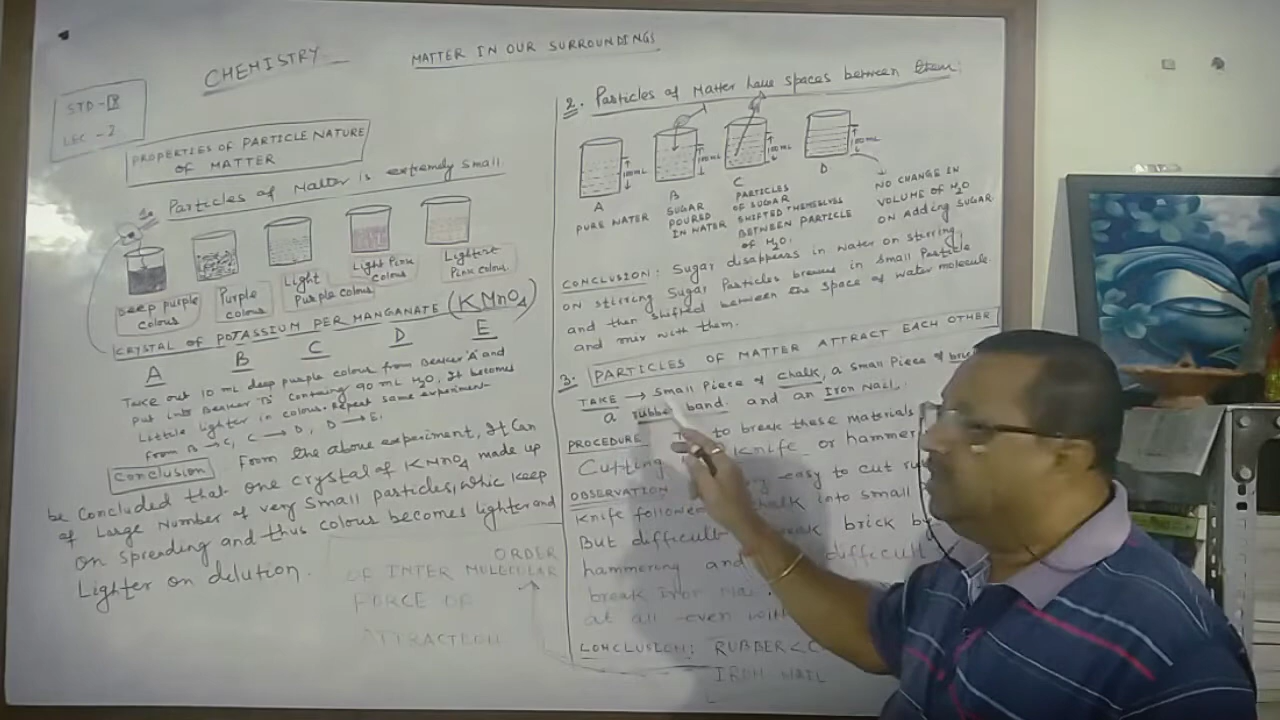 CHEMISTRY
MATTER IN OUR SURROUNDINGS
STD-IX
LEC-2
PROPERTIES OF PARTICLE NATURE
OF MATTER
1. Particles of Matter is extremely small
Deep purple
colour
Purple
colour
Light
Purple colour
Light Pink
colour
Lightest
Pink colour
CRYSTAL OF POTASSIUM PER MANGANATE (KMnO4)
A B C D E
Take out 10 mL deep purple colour from Beaker 'A' and
put into Beaker 'B' containing 90 mL H2O, It becomes
Little lighter in colour. Repeat same experiment
from B → C, C → D, D → E.
Conclusion From the above experiment, It Can
be Concluded that one crystal of KMnO4 made up
of Large Number of very Small particles, whic keep
on spreading and thus colour becomes lighter and
Lighter on dilution.
ORDER
OF INTER MOLECULAR
FORCE OF
ATTRACTION
2. Particles of Matter have spaces between them:
100mL
100mL
100mL
100mL
A
PURE WATER
B
SUGAR
POURED
IN WATER
C
PARTICLES
OF SUGAR
SHIFTED THEMSELVES
BETWEEN PARTICLE
OF H2O.
D
NO CHANGE IN
VOLUME OF H2O
ON Adding SUGAR
CONCLUSION: Sugar disappears in water on stirring,
on stirring Sugar Particles in small Particle
and then shifted between the space of water molecule
and mix with them.
3: PARTICLES OF MATTER ATTRACT EACH OTHER
TAKE → Small Piece of chalk, a small Piece of
a rubber band. and an Iron Nail.
PROCEDURE to break these materials
Cutting Knife or hammer
OBSERVATION easy to cut
Knife follow chalk into small
But difficult break brick by
hammering and difficult
break Iron
at all even with
CONCLUSION: RUBBER < C
IRON NAIL